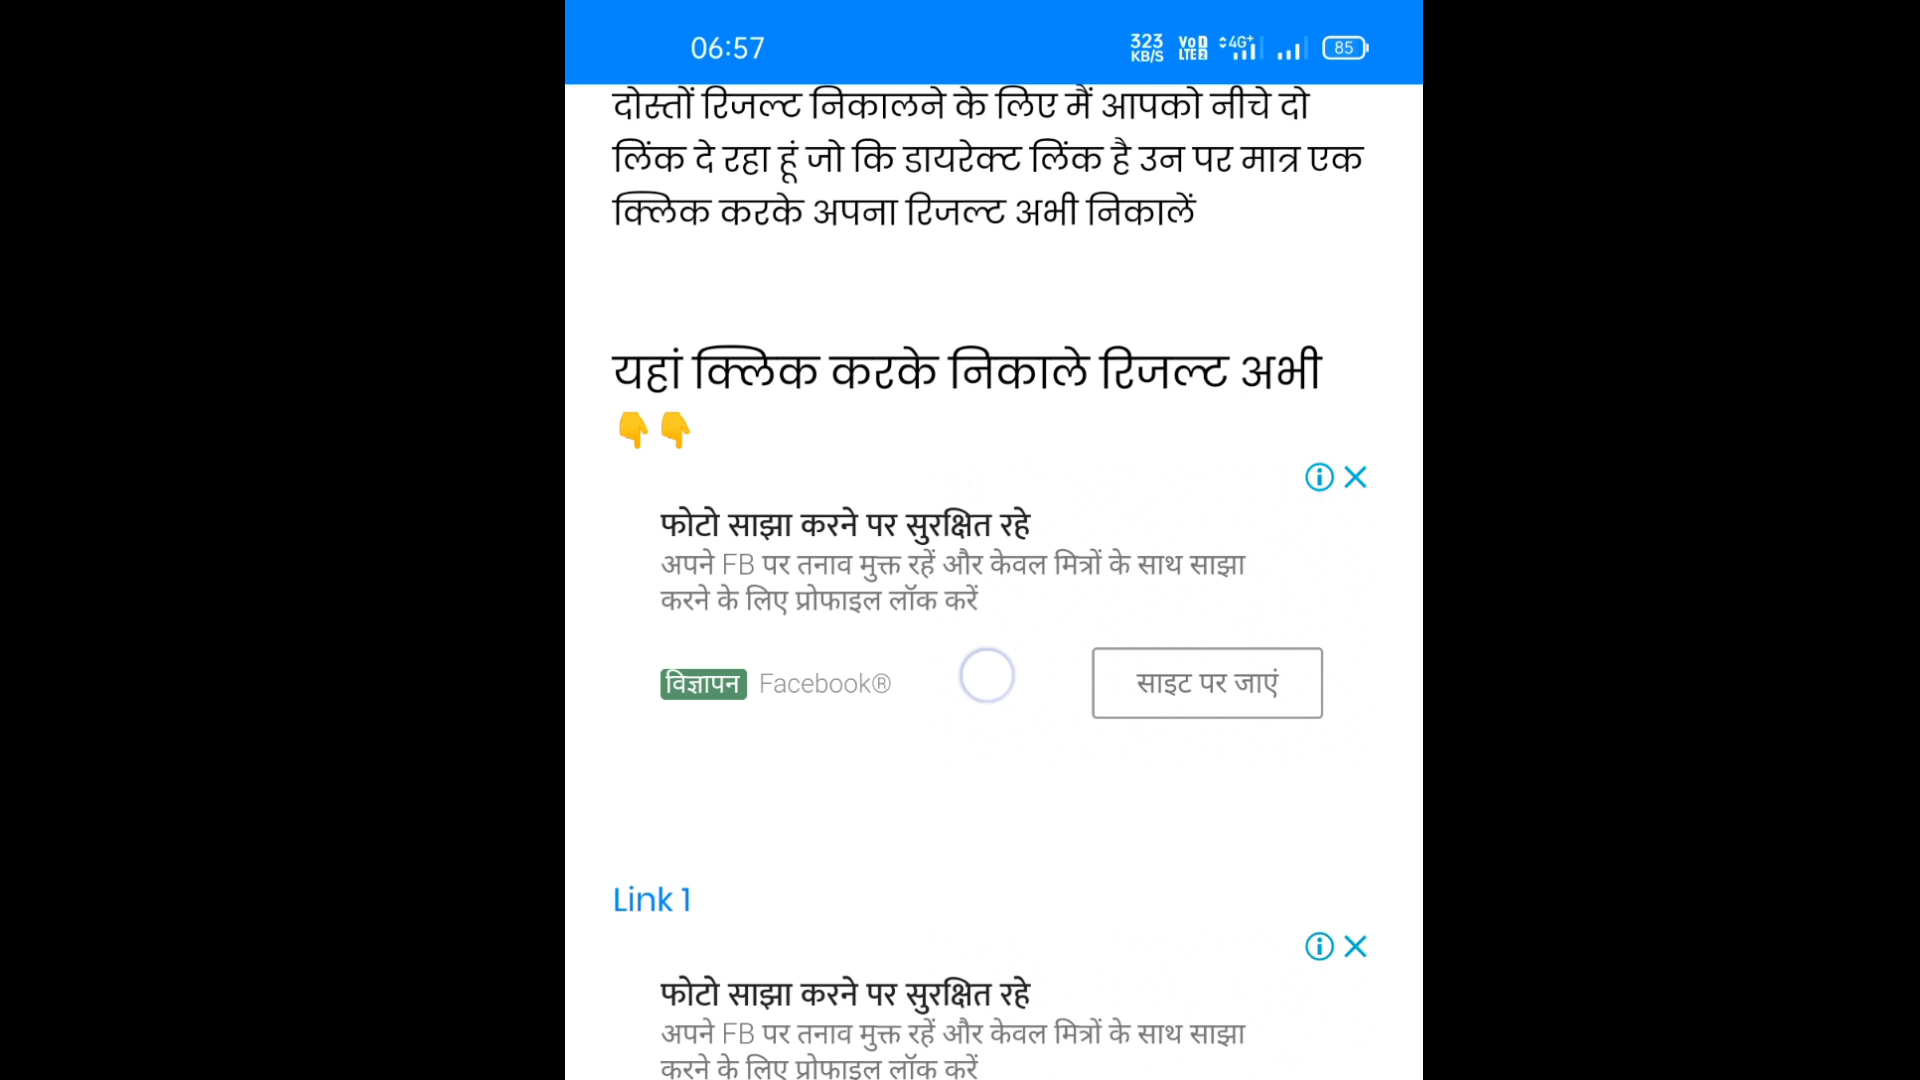 06:57
323
KB/S
VoD
LTE2
4G+
85
दोस्तों रिजल्ट निकालने के लिए मैं आपको नीचे दो
लिंक दे रहा हूं जो कि डायरेक्ट लिंक है उन पर मात्र एक
क्लिक करके अपना रिजल्ट अभी निकालें
यहां क्लिक करके निकाले रिजल्ट अभी
👇👇
फोटो साझा करने पर सुरक्षित रहे
अपने FB पर तनाव मुक्त रहें और केवल मित्रों के साथ साझा
करने के लिए प्रोफाइल लॉक करें
विज्ञापन Facebook®
साइट पर जाएं
Link 1
फोटो साझा करने पर सुरक्षित रहे
अपने FB पर तनाव मुक्त रहें और केवल मित्रों के साथ साझा
करने के लिए प्रोफाइल लॉक करें